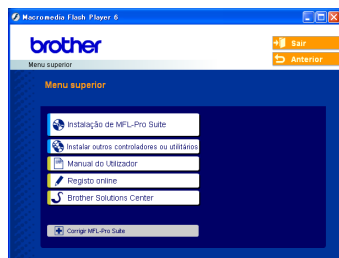 Macromedia Flash Player 6
brother
Sair
Anterior
Menu superior
Menu superior
Instalação de MFL-Pro Suite
Instalar outros controladores ou utilitários
Manual do Utilizador
Registo online
Brother Solutions Center
Corrigir MFL-Pro Suite